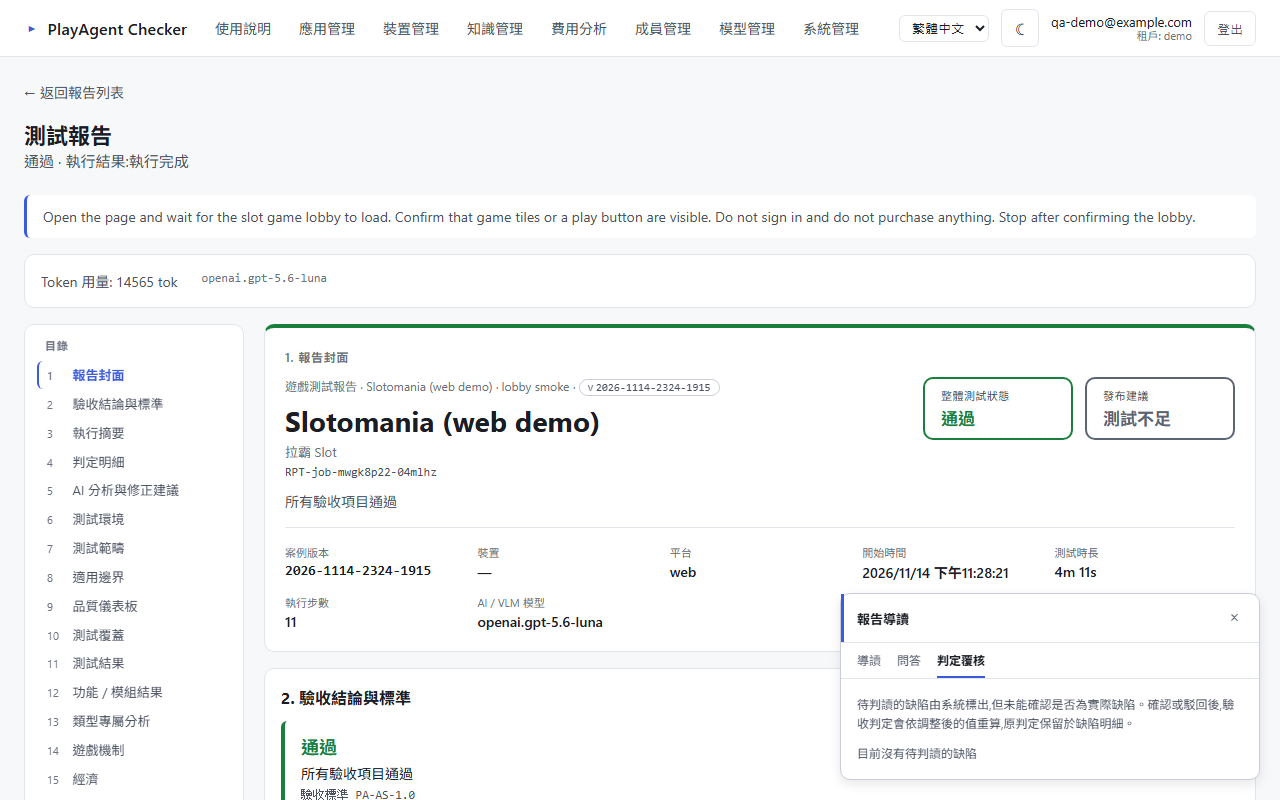 PlayAgent Checker
使用說明
應用管理
裝置管理
知識管理
費用分析
成員管理
模型管理
系統管理
繁體中文
qa-demo@example.com
租戶: demo
登出
← 返回報告列表
測試報告
通過 · 執行結果:執行完成
Open the page and wait for the slot game lobby to load. Confirm that game tiles or a play button are visible. Do not sign in and do not purchase anything. Stop after confirming the lobby.
Token 用量: 14565 tok
openai.gpt-5.6-luna
目錄
1 報告封面
2 驗收結論與標準
3 執行摘要
4 判定明細
5 AI 分析與修正建議
6 測試環境
7 測試範疇
8 適用邊界
9 品質儀表板
10 測試覆蓋
11 測試結果
12 功能 / 模組結果
13 類型專屬分析
14 遊戲機制
15 經濟
1. 報告封面
遊戲測試報告 · Slotomania (web demo) · lobby smoke · v 2026-1114-2324-1915
Slotomania (web demo)
拉霸 Slot
RPT-job-mwgk8p22-04mlhz
所有驗收項目通過
整體測試狀態
通過
發布建議
測試不足
案例版本
2026-1114-2324-1915
裝置
—
平台
web
開始時間
2026/11/14 下午11:28:21
測試時長
4m 11s
執行步數
11
AI / VLM 模型
openai.gpt-5.6-luna
2. 驗收結論與標準
通過
所有驗收項目通過
驗收標準 PA-AS-1.0
報告導讀
×
導讀
問答
判定覆核
待判讀的缺陷由系統標出,但未能確認是否為實際缺陷。確認或駁回後,驗
收判定會依調整後的值重算,原判定保留於缺陷明細。
目前沒有待判讀的缺陷